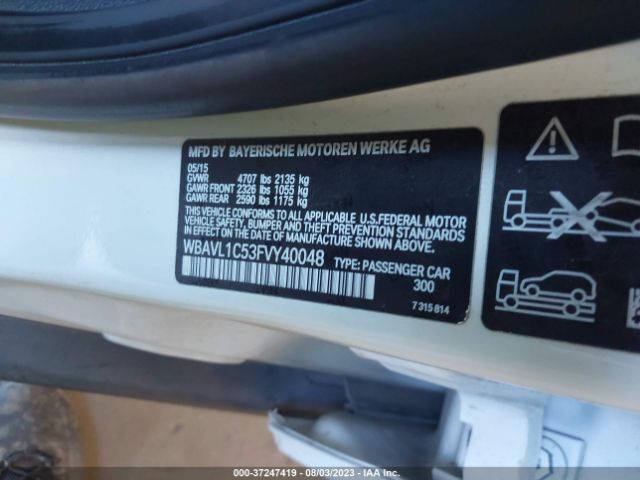 MFD BY BAYERISCHE MOTOREN WERKE AG
05/15
GVWR 4707 lbs 2135 kg
GAWR FRONT 2326 lbs 1055 kg
GAWR REAR 2590 lbs 1175 kg
THIS VEHICLE CONFORMS TO ALL APPLICABLE U.S.FEDERAL MOTOR
VEHICLE SAFETY, BUMPER AND THEFT PREVENTION STANDARDS
IN EFFECT ON THE DATE OF MANUFACTURE SHOWN ABOVE.
WBAVL1C53FVY40048 TYPE: PASSENGER CAR
300
7 315 814
000-37247419 - 08/03/2023 - IAA Inc.